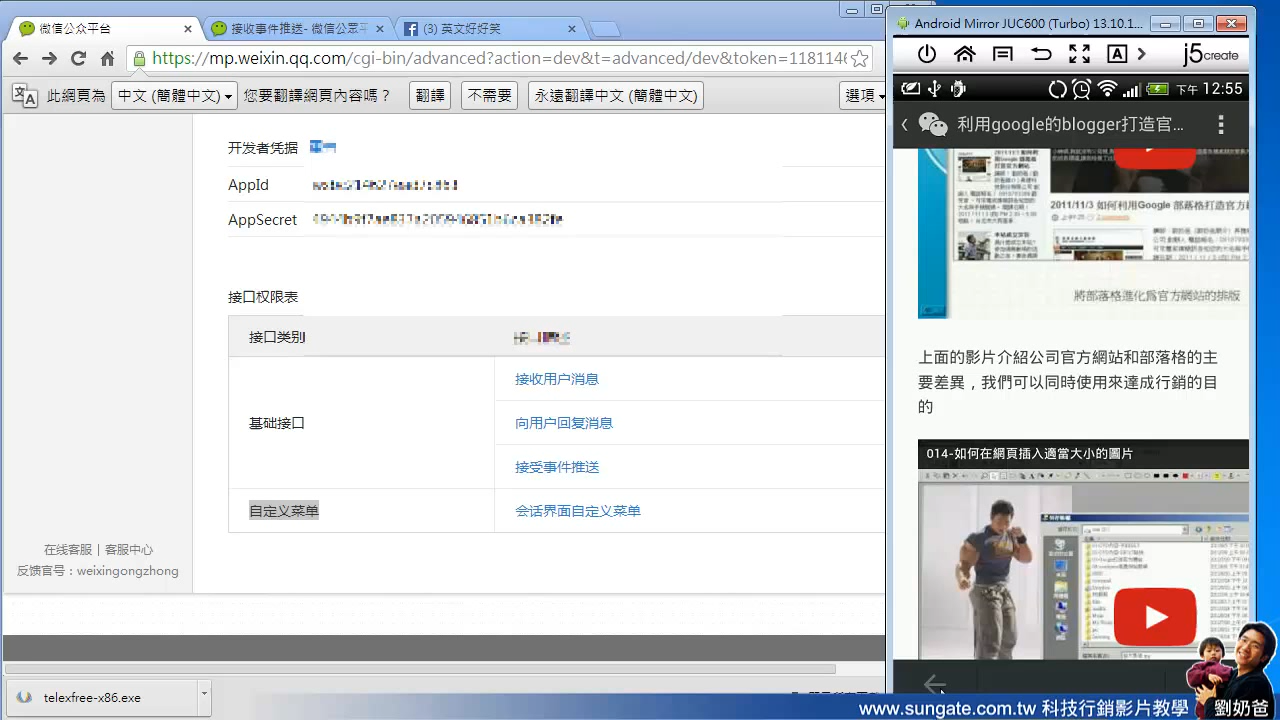 微信公众平台
接收事件推送- 微信公眾平
(3) 英文好好學
https://mp.weixin.qq.com/cgi-bin/advanced?action=dev&t=advanced/dev&token=1181146
此網頁為 中文 (簡體中文) 您要翻譯網頁內容嗎？ 翻譯 不需要 永遠翻譯中文 (簡體中文) 選項
开发者凭据
AppId
AppSec
接口权限表
接口类别
基础接口
接收用户消息
向用户回复消息
接受事件推送
自定义菜单
会话界面自定义菜单
在线客服 | 客服中心
反馈官号：weixingongzhong
telexfree-x86.exe
Android Mirror JUC600 (Turbo) 13.10.1...
j5create
下午 12:55
利用google的blogger打造官...
2011/11/3 如何利用Google 部落格打造官方
將部落格進化為官方網站的排版
上面的影片介紹公司官方網站和部落格的主
要差異，我們可以同時使用來達成行銷的目
的
014-如何在網頁插入適當大小的圖片
www.sungate.com.tw 科技行銷影片教學
劉奶爸